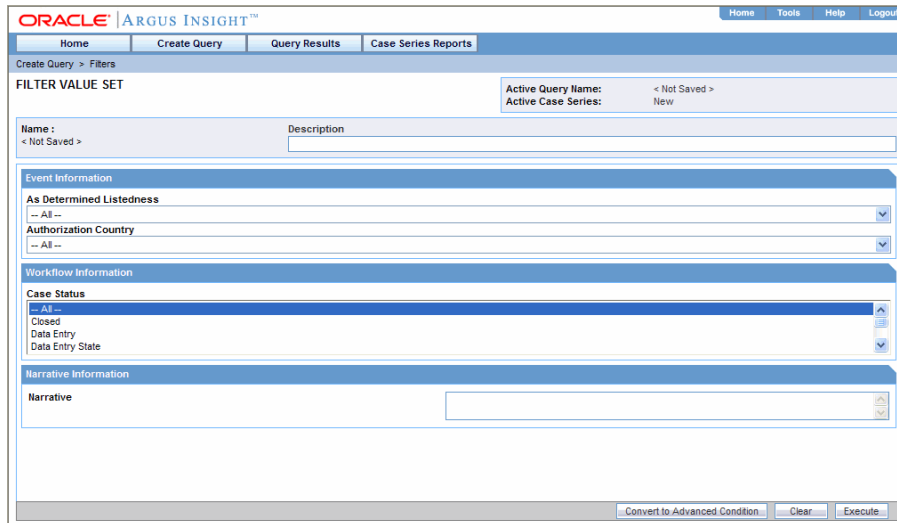 ORACLE® ARGUS INSIGHT™
Home Tools Help Logout
Home Create Query Query Results Case Series Reports
Create Query > Filters
FILTER VALUE SET
Active Query Name: < Not Saved >
Active Case Series: New
Name : Description
< Not Saved >
Event Information
As Determined Listedness
-- All --
Authorization Country
-- All --
Workflow Information
Case Status
-- All --
Closed
Data Entry
Data Entry State
Narrative Information
Narrative
Convert to Advanced Condition Clear Execute